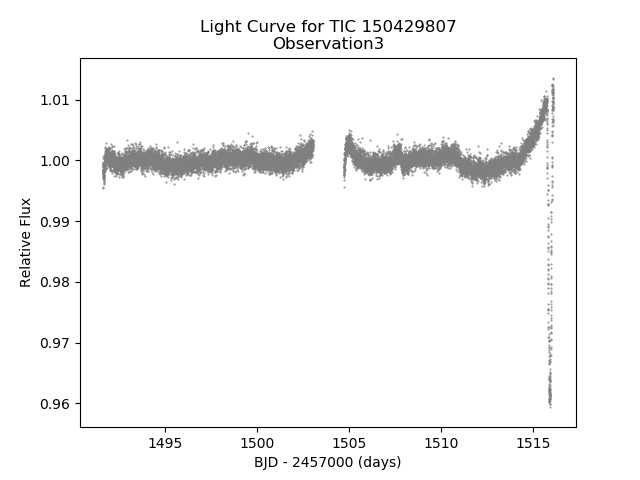 Light Curve for TIC 150429807
Observation3
1.01
1.00
0.99
0.98
0.97
0.96
Relative Flux
1495
1500
1505
1510
1515
BJD - 2457000 (days)